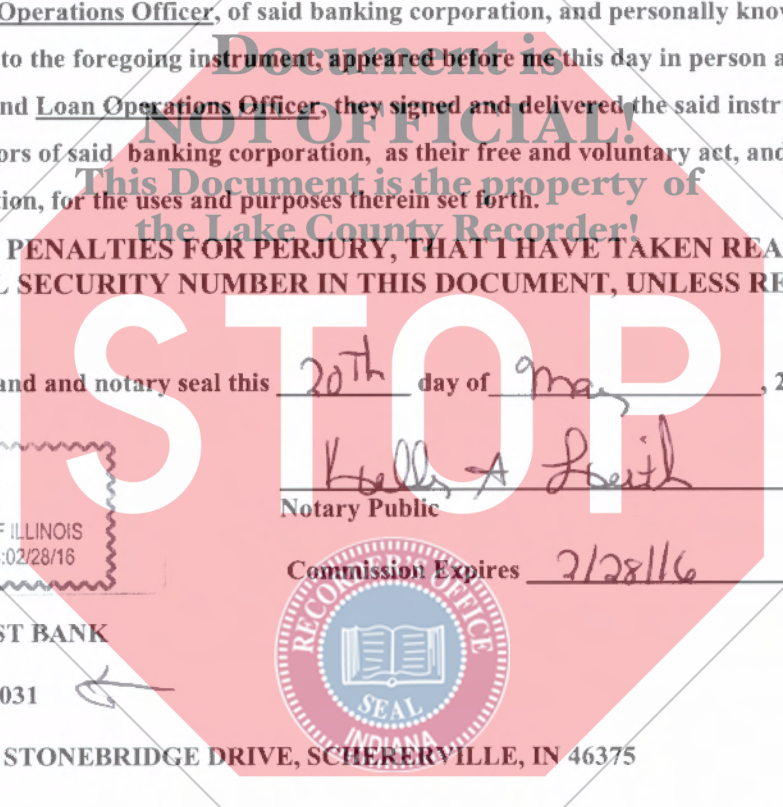 Operations Officer, of said banking corporation, and personally kno
to the foregoing instrument, appeared before me this day in person a
Document is
nd Loan Operations Officer, they signed and delivered the said instr
NOT OFFICIAL!
ors of said banking corporation, as their free and voluntary act, and
This Document is the property of
tion, for the uses and purposes therein set forth.
the Lake County Recorder!
PENALTIES FOR PERJURY, THAT I HAVE TAKEN REA
L SECURITY NUMBER IN THIS DOCUMENT, UNLESS RE
STOP
and and notary seal this 20th day of May, 2
Kelly A
Notary Public
F ILLINOIS
:02/28/16
Commission Expires 2/28/16
RECORDER'S OFFICE
SEAL
INDIANA
ST BANK
031
STONEBRIDGE DRIVE, SCHERERVILLE, IN 46375